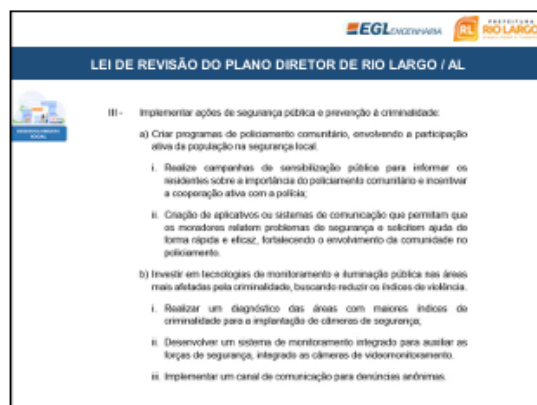 EGL ENGENHARIA
RL
PREFEITURA
RIO LARGO
LEI DE REVISÃO DO PLANO DIRETOR DE RIO LARGO / AL
DESENVOLVIMENTO
SOCIAL
III - Implementar ações de segurança pública e prevenção à criminalidade:
a) Criar programas de policiamento comunitário, envolvendo a participação
ativa da população na segurança local.
i. Realize campanhas de sensibilização pública para informar os
residentes sobre a importância do policiamento comunitário e incentivar
a cooperação ativa com a polícia;
ii. Criação de aplicativos ou sistemas de comunicação que permitam que
os moradores relatem problemas de segurança e solicitem ajuda de
forma rápida e eficaz, fortalecendo o envolvimento da comunidade no
policiamento.
b) Investir em tecnologias de monitoramento e iluminação pública nas áreas
mais afetadas pela criminalidade, buscando reduzir os índices de violência.
i. Realizar um diagnóstico das áreas com maiores índices de
criminalidade para a implantação de câmeras de segurança;
ii. Desenvolver um sistema de monitoramento integrado para auxiliar as
forças de segurança, integrado as câmeras de videomonitoramento.
iii. Implementar um canal de comunicação para denúncias anônimas.